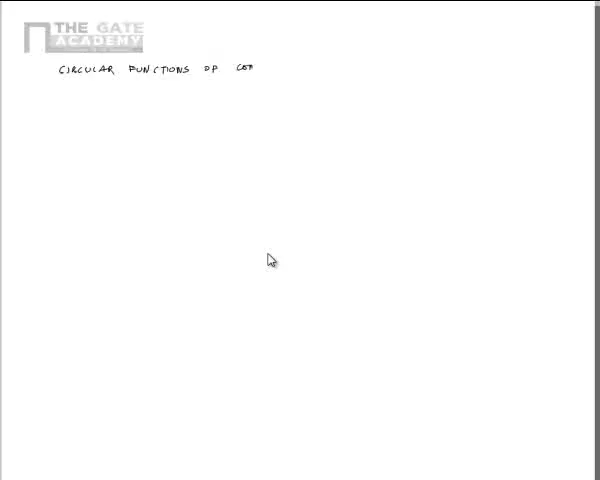 THE GATE
ACADEMY
CIRCULAR FUNCTIONS OF